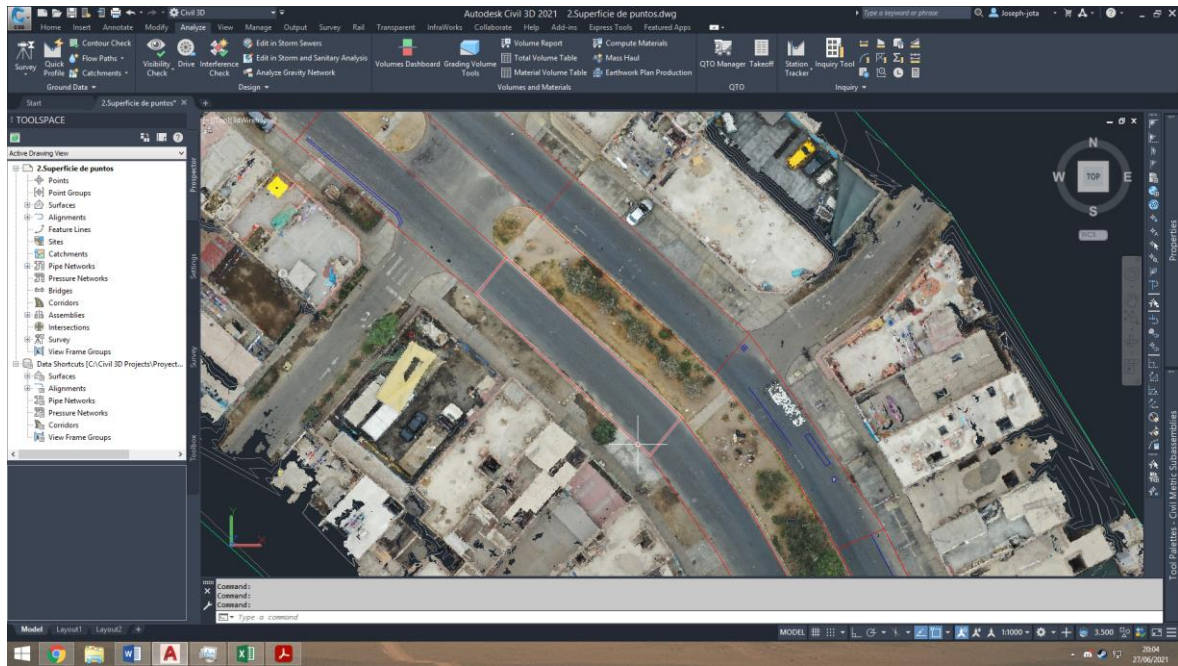 Civil 3D
Autodesk Civil 3D 2021 2.Superficie de puntos.dwg
Type a keyword or phrase
Joseph-jota
Home Insert Annotate Modify Analyze View Manage Output Survey Rail Transparent InfraWorks Collaborate Help Add-ins Express Tools Featured Apps
Survey
Quick Profile
Contour Check
Flow Paths
Catchments
Visibility Check
Drive
Interference Check
Edit in Storm Sewers
Edit in Storm and Sanitary Analysis
Analyze Gravity Network
Volumes Dashboard
Grading Volume Tools
Volume Report
Total Volume Table
Material Volume Table
Compute Materials
Mass Haul
Earthwork Plan Production
QTO Manager
Takeoff
Station Tracker
Inquiry Tool
Ground Data
Design
Volumes and Materials
QTO
Inquiry
Start
2.Superficie de puntos*
TOOLSPACE
Active Drawing View
2.Superficie de puntos
Points
Point Groups
Surfaces
Alignments
Feature Lines
Sites
Catchments
Pipe Networks
Pressure Networks
Bridges
Corridors
Assemblies
Intersections
Survey
View Frame Groups
Data Shortcuts [C:\Civil 3D Projects\Proyect...
Surfaces
Alignments
Pipe Networks
Pressure Networks
Corridors
View Frame Groups
Prospector
Settings
Survey
Toolbox
N
W
TOP
E
S
WCS
Properties
Tool Palettes - Civil Metric Subassemblies
Y
Command:
Command:
Command:
Type a command
Model Layout1 Layout2 +
MODEL
1:1000
3.500
20:04
27/06/2021